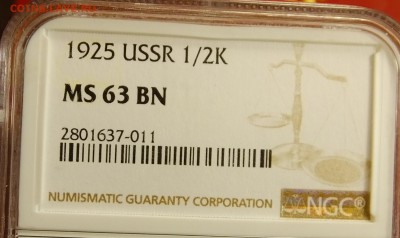 1925 USSR 1/2K
MS 63 BN
2801637-011
NUMISMATIC GUARANTY CORPORATION
NGC®